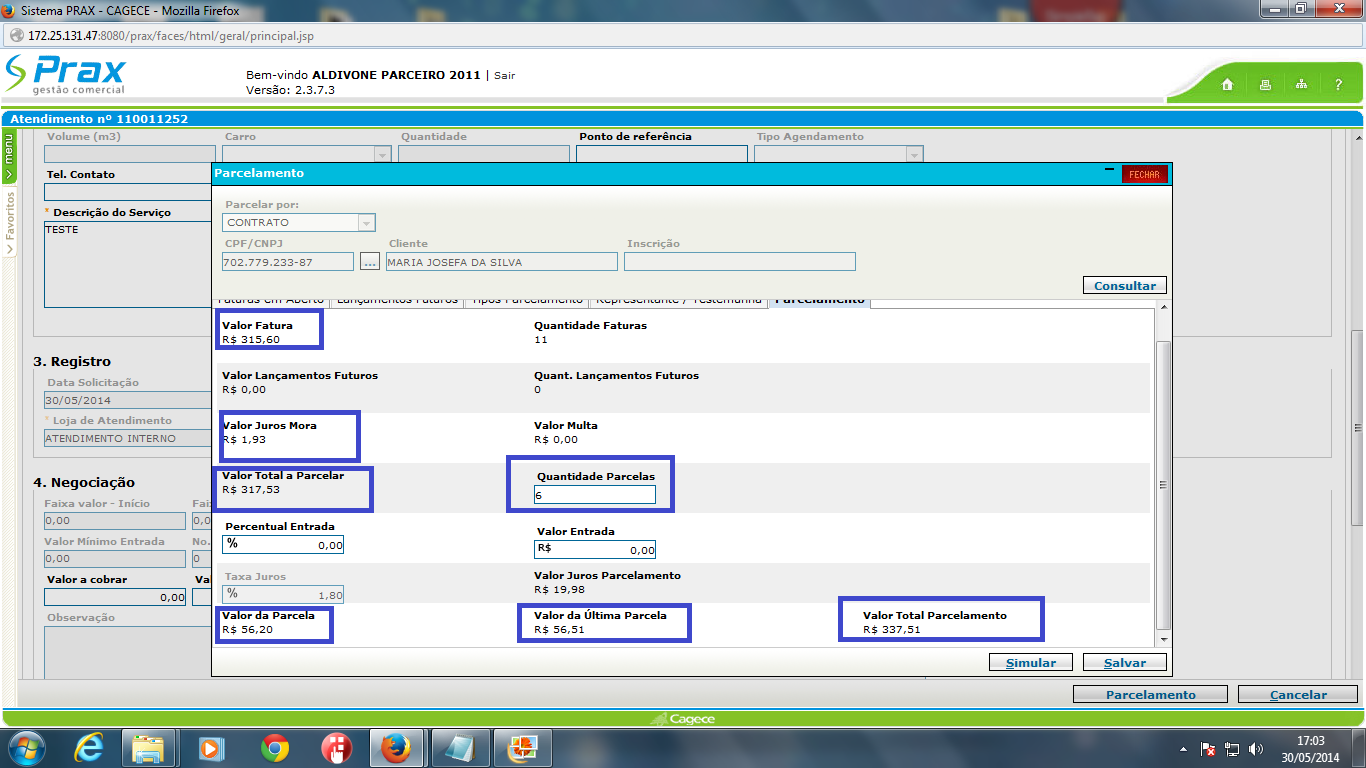 Sistema PRAX - CAGECE - Mozilla Firefox
172.25.131.47:8080/prax/faces/html/geral/principal.jsp
Prax
gestão comercial
Bem-vindo ALDIVONE PARCEIRO 2011 | Sair
Versão: 2.3.7.3
?
Atendimento nº 110011252
menu
Favoritos
Volume (m3) Carro Quantidade Ponto de referência Tipo Agendamento
Tel. Contato
* Descrição do Serviço
TESTE
Parcelamento
FECHAR
Parcelar por:
CONTRATO
CPF/CNPJ Cliente Inscrição
702.779.233-87 ... MARIA JOSEFA DA SILVA
Consultar
Faturas em Aberto Lançamentos Futuros Tipos Parcelamento Representante / Testemunha Parcelamento
Valor Fatura Quantidade Faturas
R$ 315,60 11
Valor Lançamentos Futuros Quant. Lançamentos Futuros
R$ 0,00 0
Valor Juros Mora Valor Multa
R$ 1,93 R$ 0,00
Valor Total a Parcelar Quantidade Parcelas
R$ 317,53 6
Percentual Entrada Valor Entrada
% 0,00 R$ 0,00
Taxa Juros Valor Juros Parcelamento
% 1,80 R$ 19,98
Valor da Parcela Valor da Última Parcela Valor Total Parcelamento
R$ 56,20 R$ 56,51 R$ 337,51
Simular Salvar
3. Registro
Data Solicitação
30/05/2014
* Loja de Atendimento
ATENDIMENTO INTERNO
4. Negociação
Faixa valor - Início Fai
0,00 0,0
Valor Mínimo Entrada No.
0,00 0
Valor a cobrar Va
0,00
Observação
Parcelamento Cancelar
Cagece
17:03
30/05/2014